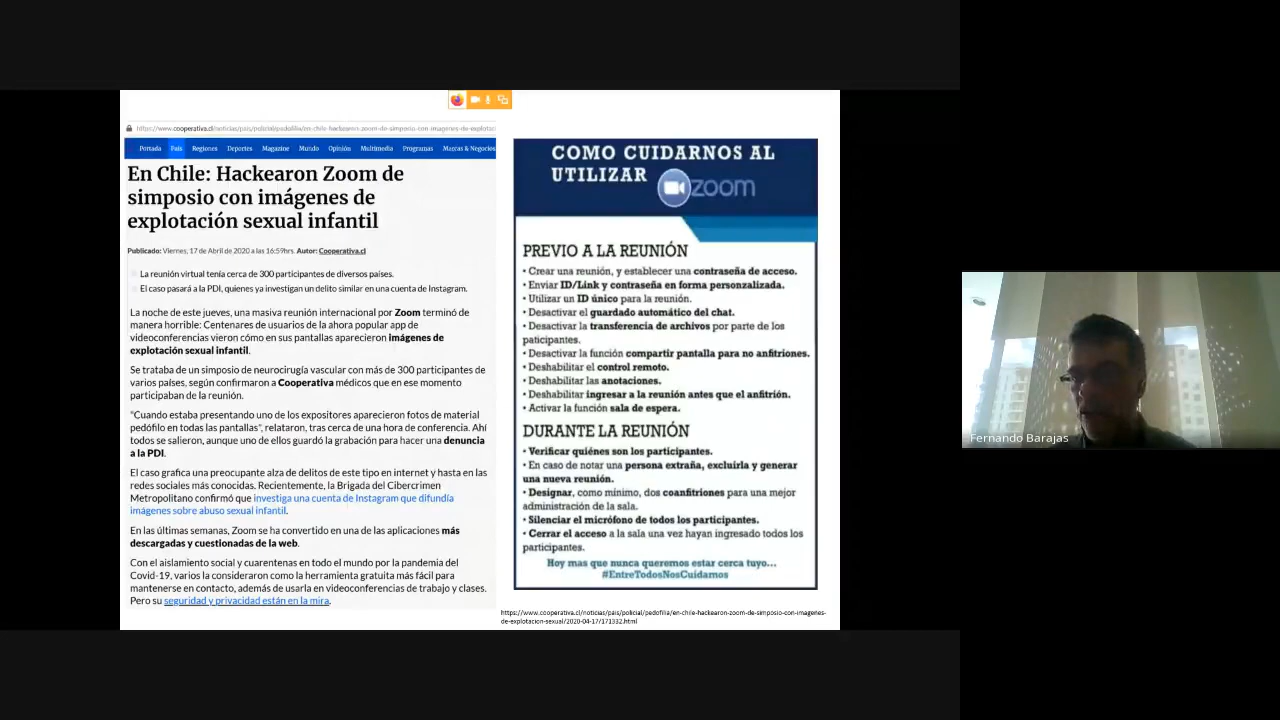 https://www.cooperativa.cl/noticias/pais/policial/pedofilia/en-chile-hackearon-zoom-de-simposio-con-imagenes-de-explotac
Portada País Regiones Deportes Magazine Mundo Opinión Multimedia Programas Marcas & Negocios
En Chile: Hackearon Zoom de
simposio con imágenes de
explotación sexual infantil
Publicado: Viernes, 17 de Abril de 2020 a las 16:59hrs. Autor: Cooperativa.cl
La reunión virtual tenía cerca de 300 participantes de diversos países.
El caso pasará a la PDI, quienes ya investigan un delito similar en una cuenta de Instagram.
La noche de este jueves, una masiva reunión internacional por Zoom terminó de
manera horrible: Centenares de usuarios de la ahora popular app de
videoconferencias vieron cómo en sus pantallas aparecieron imágenes de
explotación sexual infantil.
Se trataba de un simposio de neurocirugía vascular con más de 300 participantes de
varios países, según confirmaron a Cooperativa médicos que en ese momento
participaban de la reunión.
"Cuando estaba presentando uno de los expositores aparecieron fotos de material
pedófilo en todas las pantallas", relataron, tras cerca de una hora de conferencia. Ahí
todos se salieron, aunque uno de ellos guardó la grabación para hacer una denuncia
a la PDI.
El caso grafica una preocupante alza de delitos de este tipo en internet y hasta en las
redes sociales más conocidas. Recientemente, la Brigada del Cibercrimen
Metropolitano confirmó que investiga una cuenta de Instagram que difundía
imágenes sobre abuso sexual infantil.
En las últimas semanas, Zoom se ha convertido en una de las aplicaciones más
descargadas y cuestionadas de la web.
Con el aislamiento social y cuarentenas en todo el mundo por la pandemia del
Covid-19, varios la consideraron como la herramienta gratuita más fácil para
mantenerse en contacto, además de usarla en videoconferencias de trabajo y clases.
Pero su seguridad y privacidad están en la mira.
COMO CUIDARNOS AL
UTILIZAR zoom
PREVIO A LA REUNIÓN
• Crear una reunión, y establecer una contraseña de acceso.
• Enviar ID/Link y contraseña en forma personzalizada.
• Utilizar un ID único para la reunión.
• Desactivar el guardado automático del chat.
• Desactivar la transferencia de archivos por parte de los
paticipantes.
• Desactivar la función compartir pantalla para no anfitriones.
• Deshabilitar el control remoto.
• Deshabilitar las anotaciones.
• Deshabilitar ingresar a la reunión antes que el anfitrión.
• Activar la función sala de espera.
DURANTE LA REUNIÓN
• Verificar quiénes son los participantes.
• En caso de notar una persona extraña, excluirla y generar
una nueva reunión.
• Designar, como mínimo, dos coanfitriones para una mejor
administración de la sala.
• Silenciar el micrófono de todos los participantes.
• Cerrar el acceso a la sala una vez hayan ingresado todos los
participantes.
Hoy mas que nunca queremos estar cerca tuyo...
#EntreTodosNosCuidamos
https://www.cooperativa.cl/noticias/pais/policial/pedofilia/en-chile-hackearon-zoom-de-simposio-con-imagenes-
de-explotacion-sexual/2020-04-17/171332.html
Fernando Barajas